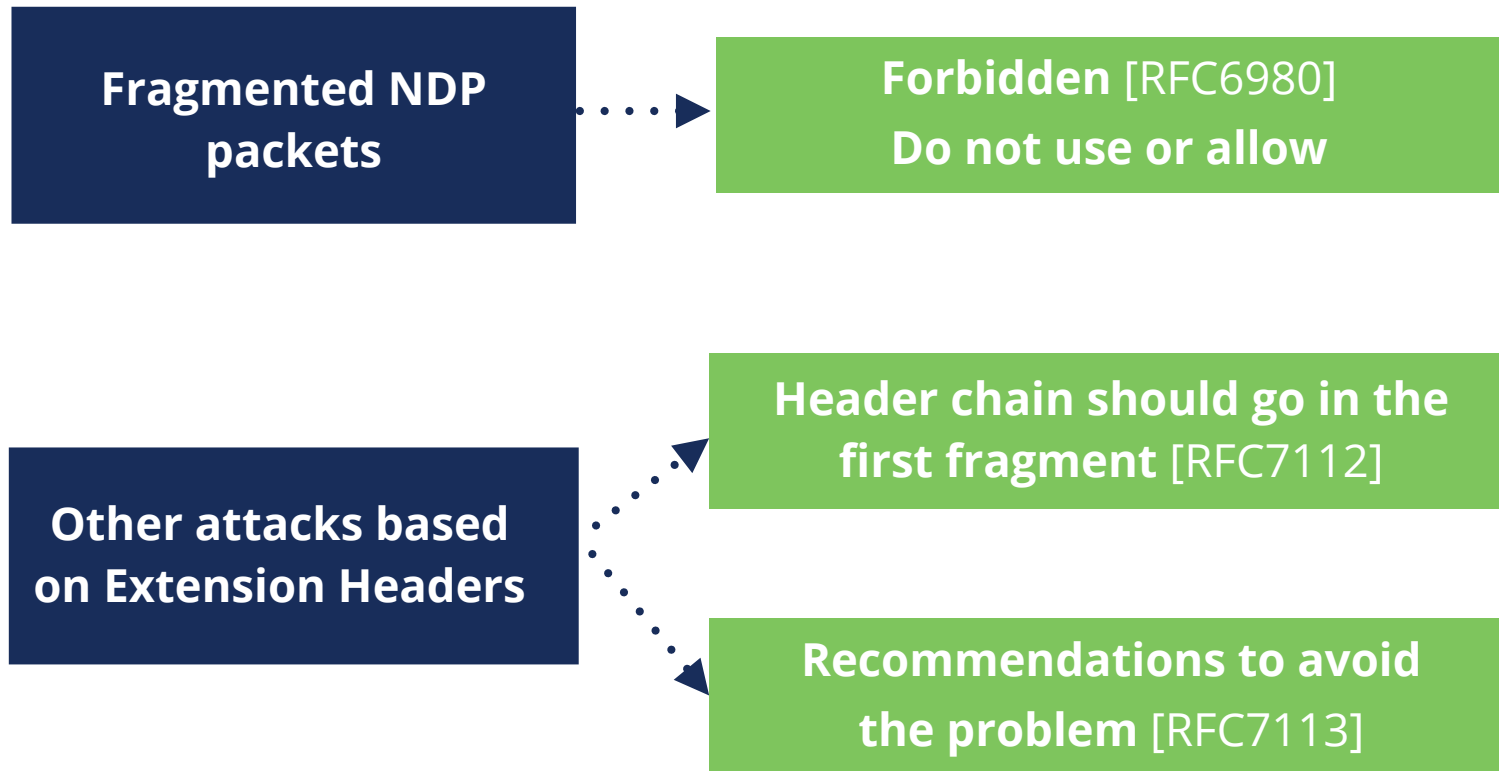 Fragmented NDP
packets
Forbidden [RFC6980]
Do not use or allow
Other attacks based
on Extension Headers
Header chain should go in the
first fragment [RFC7112]
Recommendations to avoid
the problem [RFC7113]